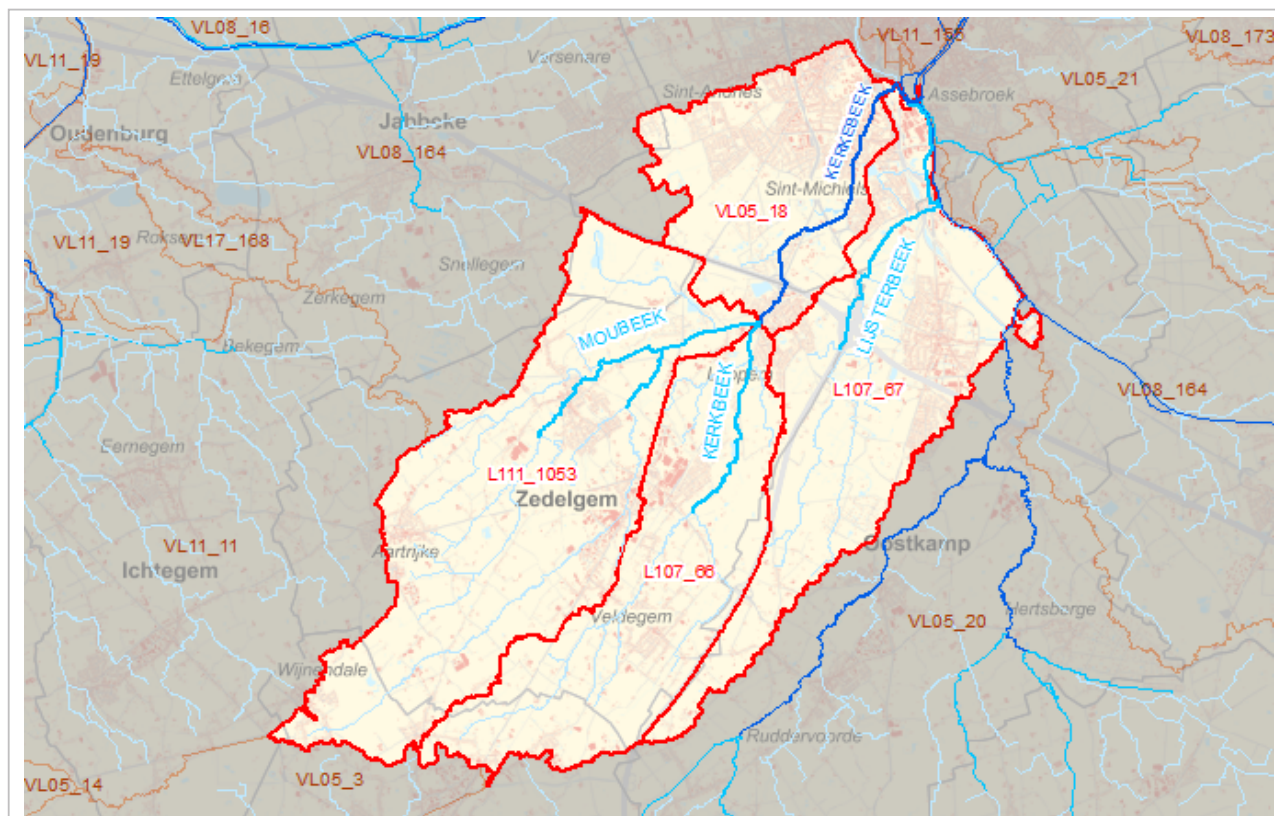 VL08_16
VL11_155
VL08_173
VL11_19
Ettelgem
Varsenare
Sint-Andries
Assebroek
VL05_21
Oudenburg
Jabbeke
VL08_164
KERKEBEEK
Sint-Michiels
VL05_18
Roksem
VL11_19
VL17_168
Snellegem
Zerkegem
LIJSTERBEEK
Bekegem
MOUBEEK
Loppem
L107_67
VL08_164
KERKBEEK
Eernegem
L111_1053
Zedelgem
VL11_11
Aartrijke
Oostkamp
Ichtegem
L107_66
Hertsberge
Veldegem
VL05_20
Wijnendale
Ruddervoorde
VL05_14
VL05_3